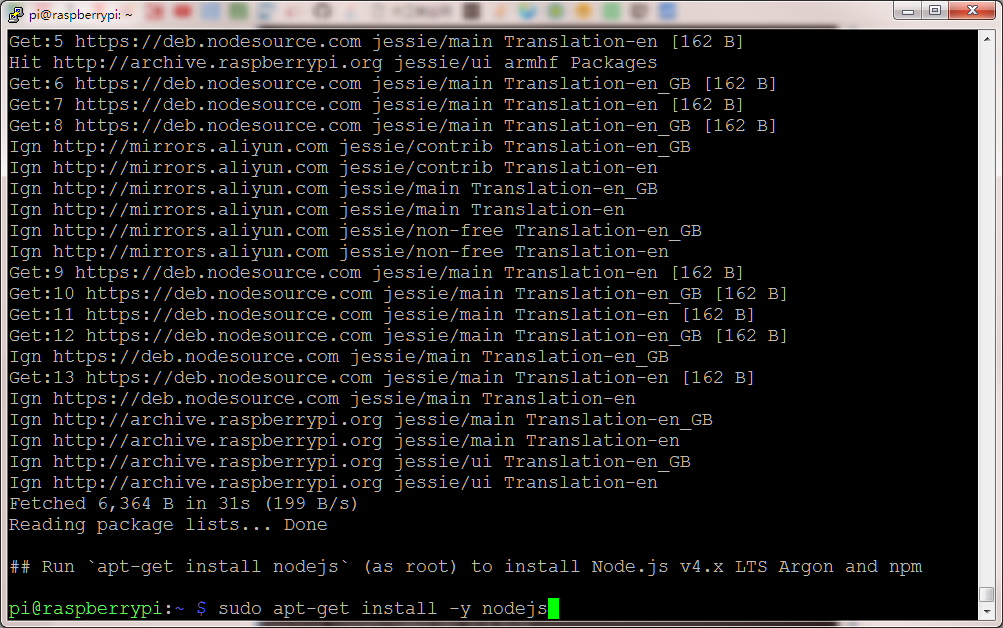 pi@raspberrypi: ~
Get:5 https://deb.nodesource.com jessie/main Translation-en [162 B]
Hit http://archive.raspberrypi.org jessie/ui armhf Packages
Get:6 https://deb.nodesource.com jessie/main Translation-en_GB [162 B]
Get:7 https://deb.nodesource.com jessie/main Translation-en [162 B]
Get:8 https://deb.nodesource.com jessie/main Translation-en_GB [162 B]
Ign http://mirrors.aliyun.com jessie/contrib Translation-en_GB
Ign http://mirrors.aliyun.com jessie/contrib Translation-en
Ign http://mirrors.aliyun.com jessie/main Translation-en_GB
Ign http://mirrors.aliyun.com jessie/main Translation-en
Ign http://mirrors.aliyun.com jessie/non-free Translation-en_GB
Ign http://mirrors.aliyun.com jessie/non-free Translation-en
Get:9 https://deb.nodesource.com jessie/main Translation-en [162 B]
Get:10 https://deb.nodesource.com jessie/main Translation-en_GB [162 B]
Get:11 https://deb.nodesource.com jessie/main Translation-en [162 B]
Get:12 https://deb.nodesource.com jessie/main Translation-en_GB [162 B]
Ign https://deb.nodesource.com jessie/main Translation-en_GB
Get:13 https://deb.nodesource.com jessie/main Translation-en [162 B]
Ign https://deb.nodesource.com jessie/main Translation-en
Ign http://archive.raspberrypi.org jessie/main Translation-en_GB
Ign http://archive.raspberrypi.org jessie/main Translation-en
Ign http://archive.raspberrypi.org jessie/ui Translation-en_GB
Ign http://archive.raspberrypi.org jessie/ui Translation-en
Fetched 6,364 B in 31s (199 B/s)
Reading package lists... Done
## Run `apt-get install nodejs` (as root) to install Node.js v4.x LTS Argon and npm
pi@raspberrypi:~ $ sudo apt-get install -y nodejs